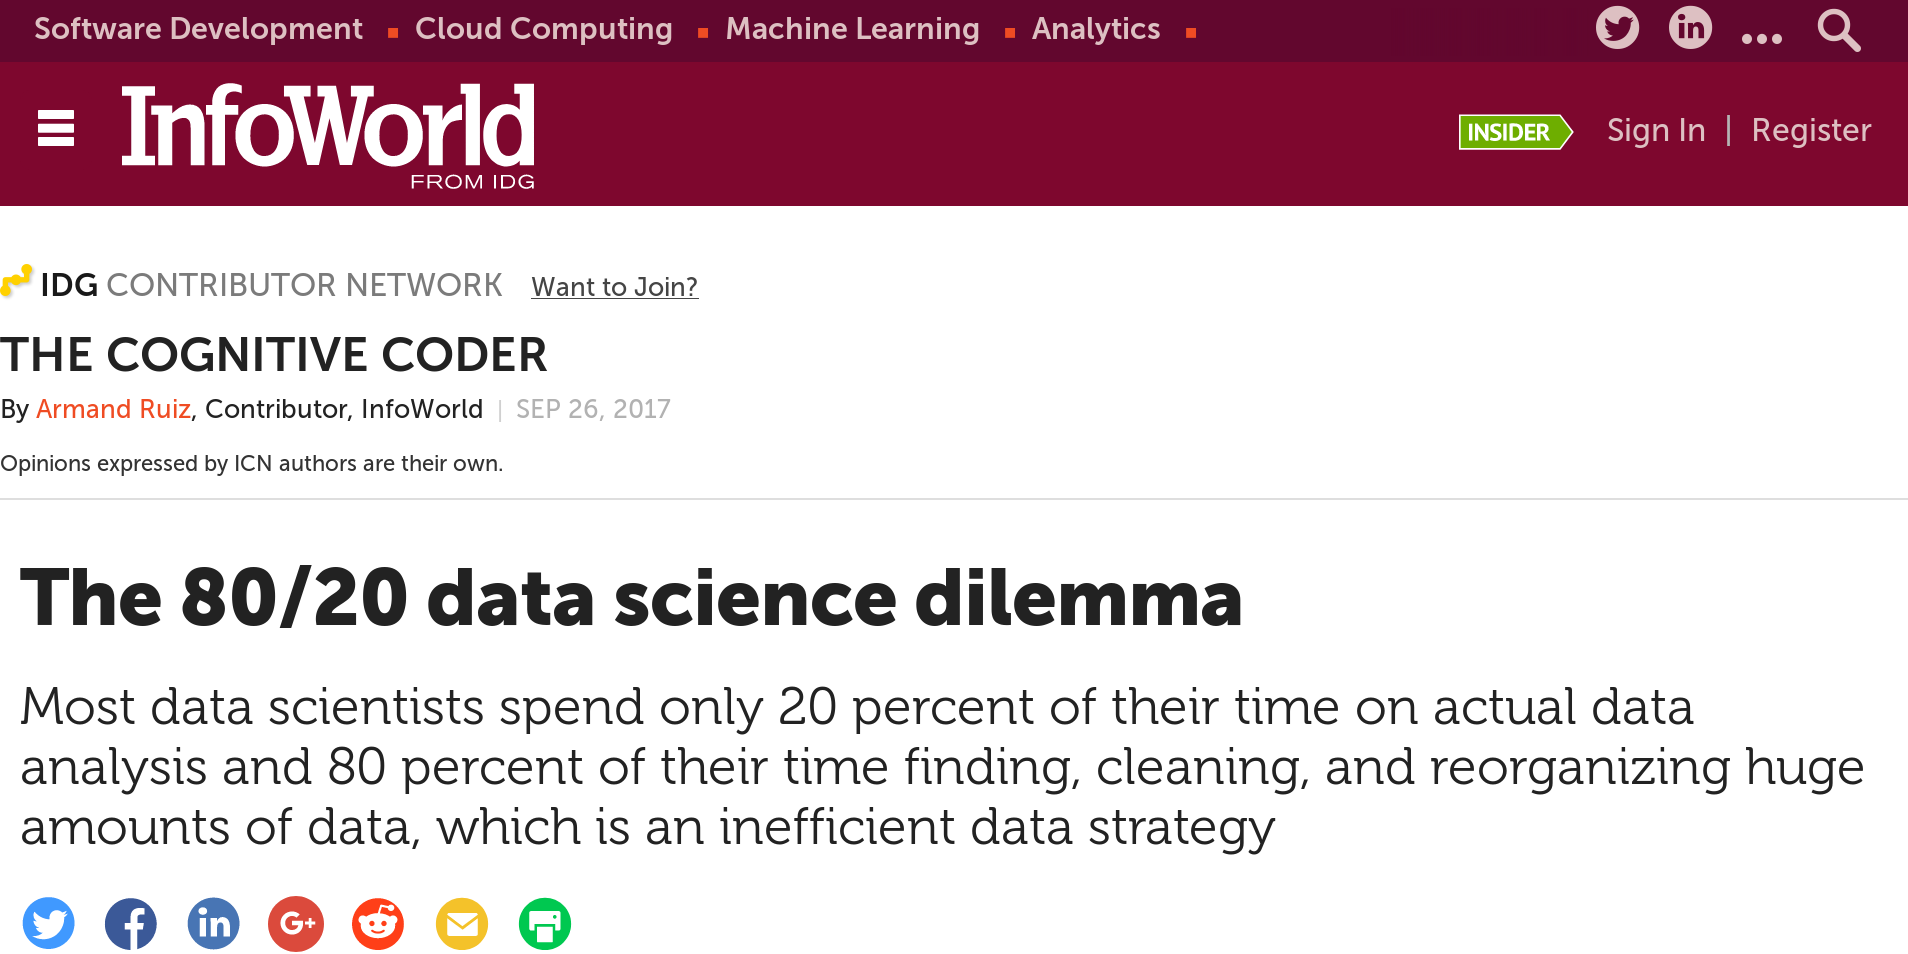 Software Development Cloud Computing Machine Learning Analytics
InfoWorld
FROM IDG
INSIDER Sign In | Register
IDG CONTRIBUTOR NETWORK Want to Join?
THE COGNITIVE CODER
By Armand Ruiz, Contributor, InfoWorld | SEP 26, 2017
Opinions expressed by ICN authors are their own.
The 80/20 data science dilemma
Most data scientists spend only 20 percent of their time on actual data
analysis and 80 percent of their time finding, cleaning, and reorganizing huge
amounts of data, which is an inefficient data strategy